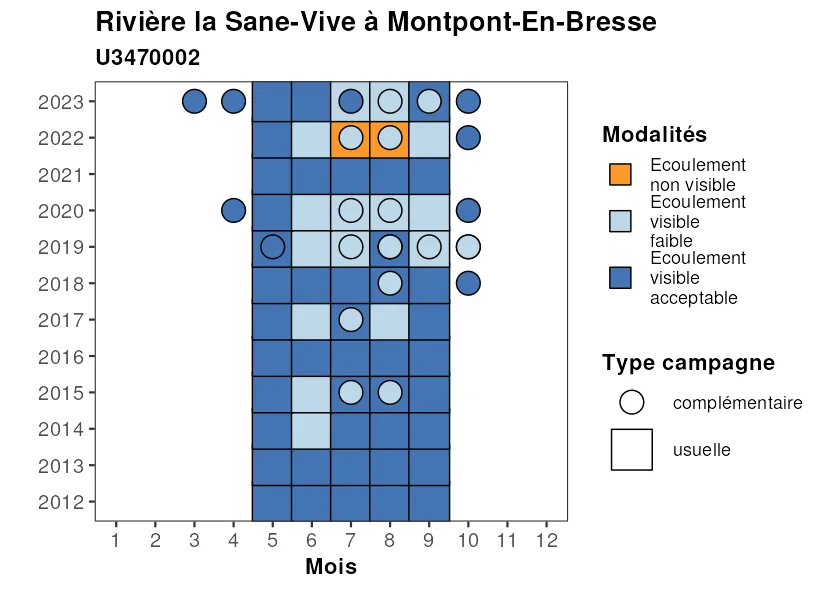 Rivière la Sane-Vive à Montpont-En-Bresse
U3470002
2023
2022
2021
2020
2019
2018
2017
2016
2015
2014
2013
2012
1 2 3 4 5 6 7 8 9 10 11 12
Mois
Modalités
Ecoulement
non visible
Ecoulement
visible
faible
Ecoulement
visible
acceptable
Type campagne
complémentaire
usuelle